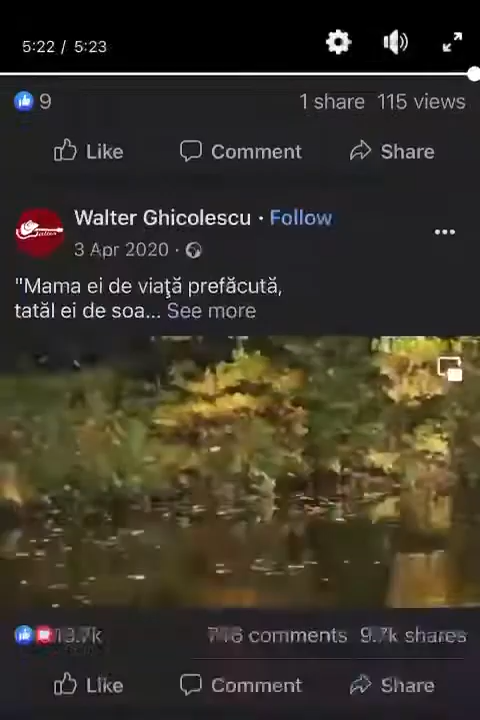 5:22 / 5:23
9
1 share 115 views
Like Comment Share
Walter Ghicolescu · Follow
3 Apr 2020 ·
"Mama ei de viaţă prefăcută,
tatăl ei de soa... See more
comments 9.7k shares
Like Comment Share